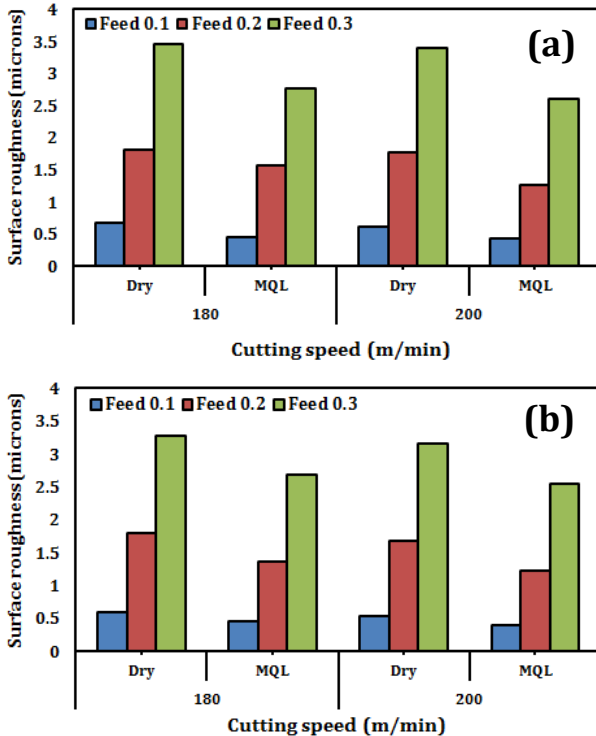 Surface roughness (microns)
4
3.5
3
2.5
2
1.5
1
0.5
0
Feed 0.1 Feed 0.2 Feed 0.3
(a)
Dry MQL Dry MQL
180 200
Cutting speed (m/min)
Surface roughness (microns)
4
3.5
3
2.5
2
1.5
1
0.5
0
Feed 0.1 Feed 0.2 Feed 0.3
(b)
Dry MQL Dry MQL
180 200
Cutting speed (m/min)